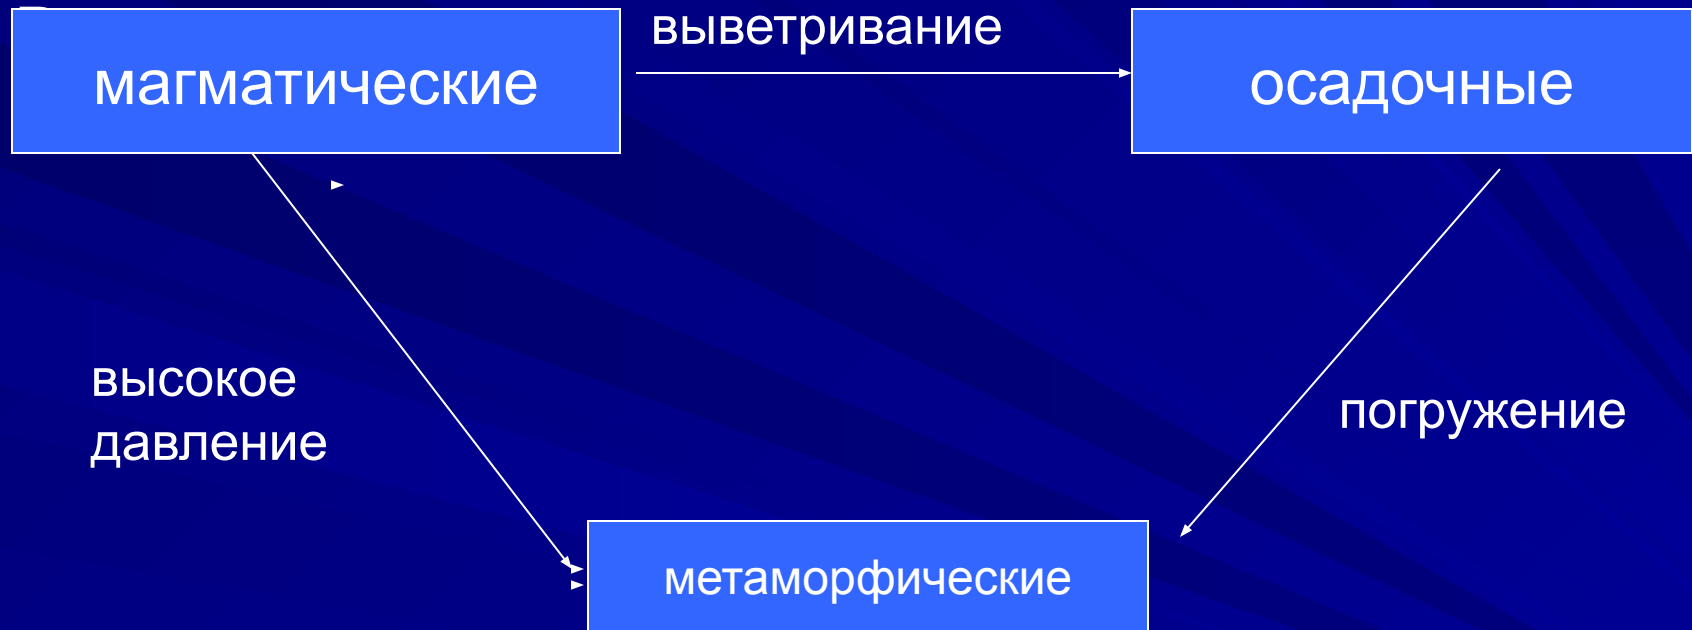 выветривание
магматические
осадочные
высокое
давление
погружение
метаморфические